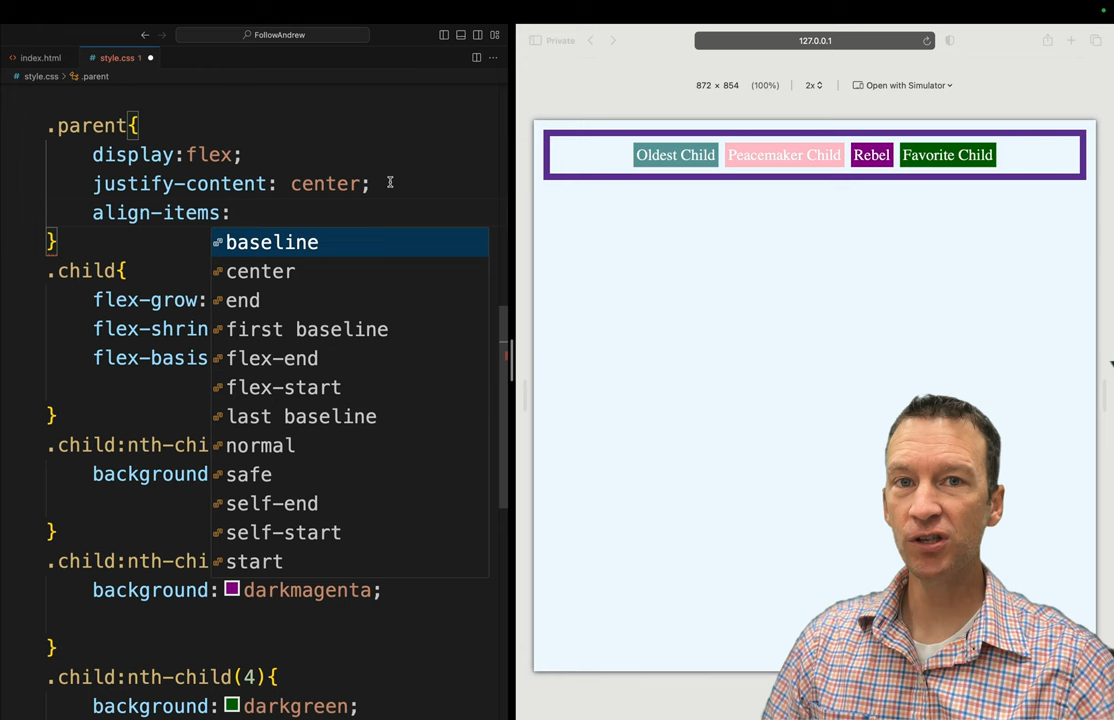 FollowAndrew
index.html
style.css 1
style.css > .parent
.parent{
display:flex;
justify-content: center;
align-items:
}
baseline
center
end
first baseline
flex-end
flex-start
last baseline
normal
safe
self-end
self-start
start
.child{
flex-grow:
flex-shrin
flex-basis
}
.child:nth-chi
background
}
.child:nth-chi
background: darkmagenta;
}
.child:nth-child(4){
background: darkgreen;
Private
127.0.0.1
872 × 854 (100%) 2x Open with Simulator
Oldest Child Peacemaker Child Rebel Favorite Child